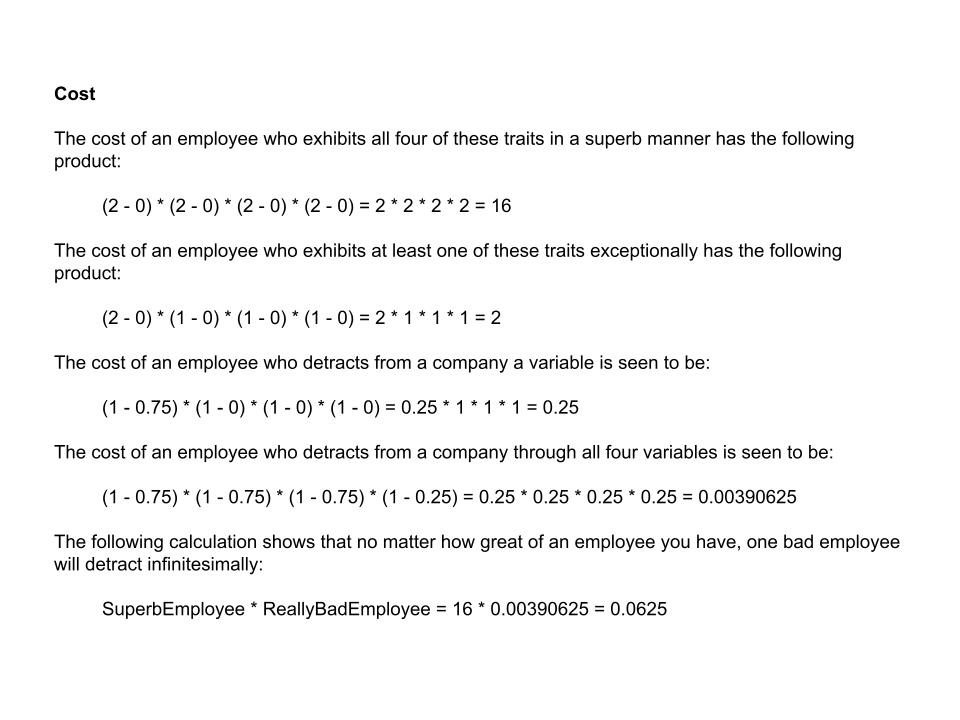 Cost
The cost of an employee who exhibits all four of these traits in a superb manner has the following
product:
(2 - 0) * (2 - 0) * (2 - 0) * (2 - 0) = 2 * 2 * 2 * 2 = 16
The cost of an employee who exhibits at least one of these traits exceptionally has the following
product:
(2 - 0) * (1 - 0) * (1 - 0) * (1 - 0) = 2 * 1 * 1 * 1 = 2
The cost of an employee who detracts from a company a variable is seen to be:
(1 - 0.75) * (1 - 0) * (1 - 0) * (1 - 0) = 0.25 * 1 * 1 * 1 = 0.25
The cost of an employee who detracts from a company through all four variables is seen to be:
(1 - 0.75) * (1 - 0.75) * (1 - 0.75) * (1 - 0.25) = 0.25 * 0.25 * 0.25 * 0.25 = 0.00390625
The following calculation shows that no matter how great of an employee you have, one bad employee
will detract infinitesimally:
SuperbEmployee * ReallyBadEmployee = 16 * 0.00390625 = 0.0625